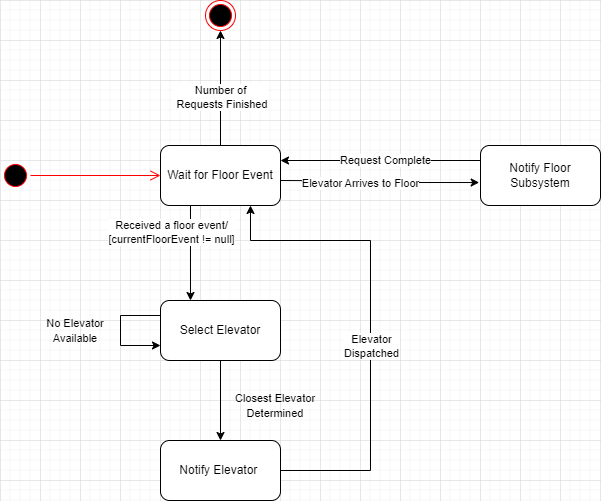 Number of
Requests Finished
Wait for Floor Event
Request Complete
Elevator Arrives to Floor
Notify Floor
Subsystem
Received a floor event/
[currentFloorEvent != null]
No Elevator
Available
Select Elevator
Elevator
Dispatched
Closest Elevator
Determined
Notify Elevator